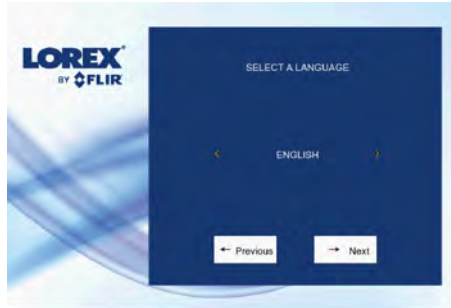 LOREX
BY FLIR
SELECT A LANGUAGE
ENGLISH
← Previous
→ Next